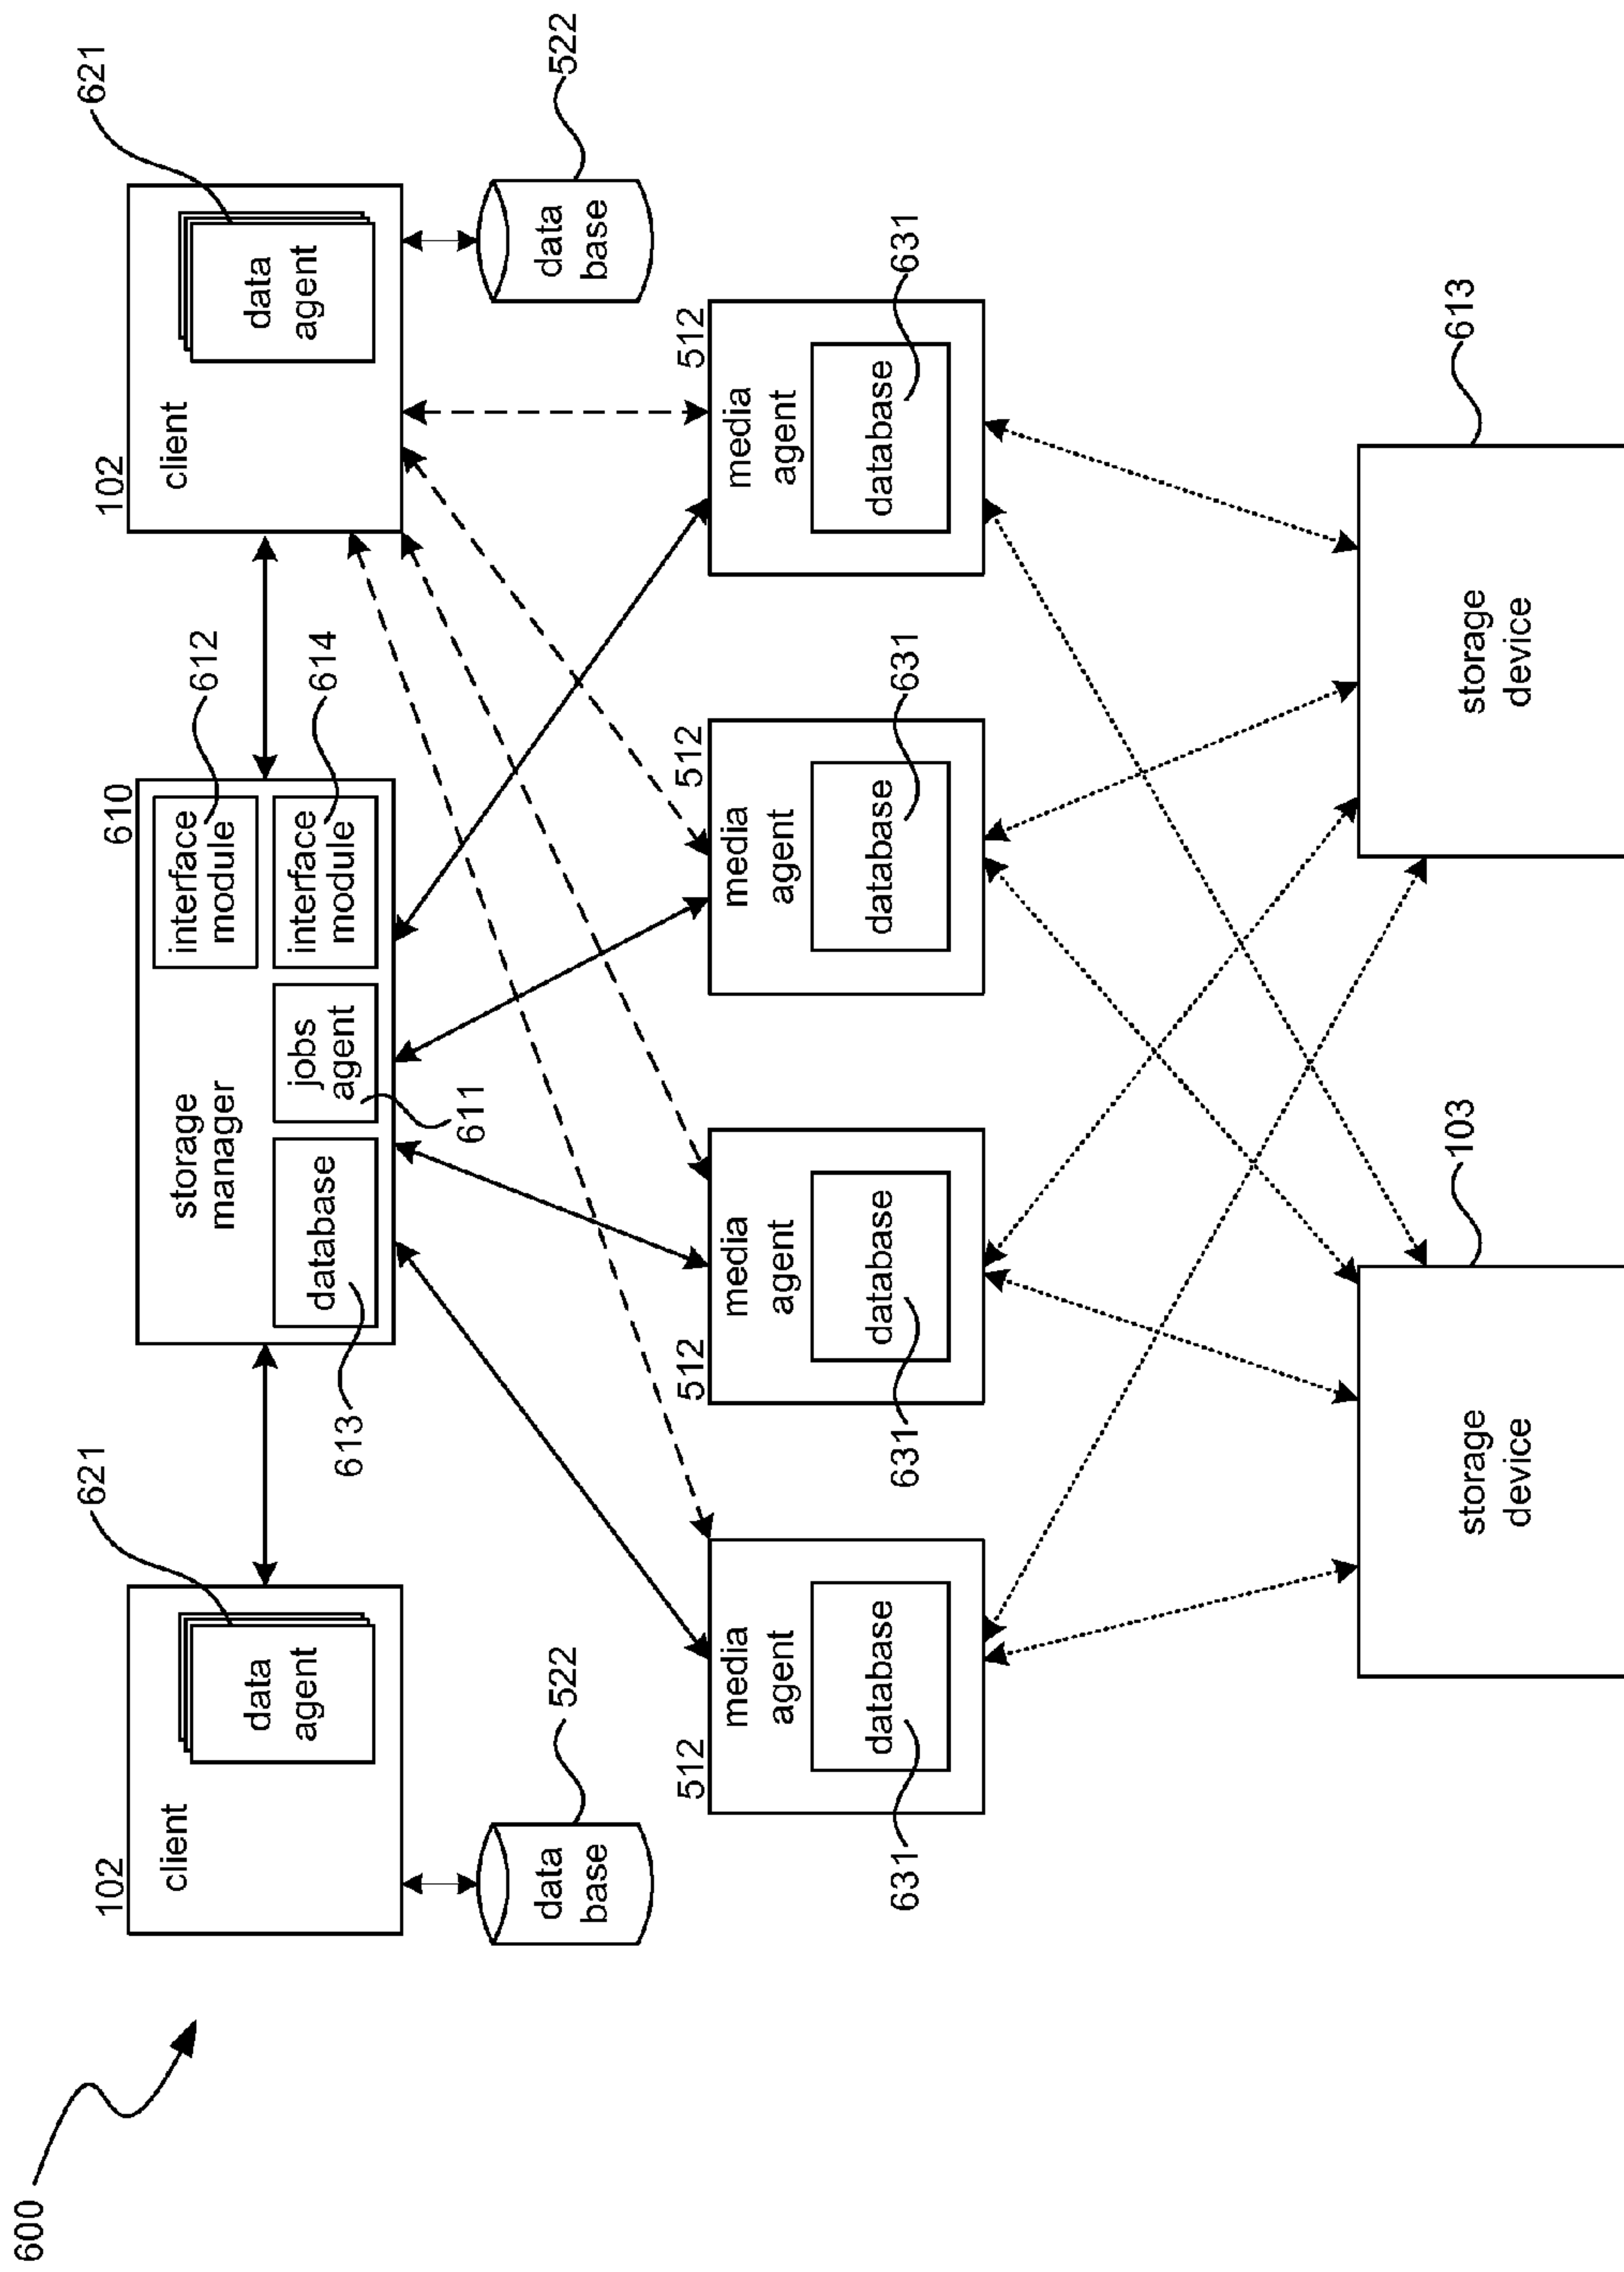 600
102
client
data
agent
621
data
base
522
610
storage
manager
database
613
jobs
agent
611
interface
module
612
interface
module
614
102
client
data
agent
621
data
base
522
512
media
agent
database
631
512
media
agent
database
631
512
media
agent
database
631
512
media
agent
database
631
storage
device
103
storage
device
613